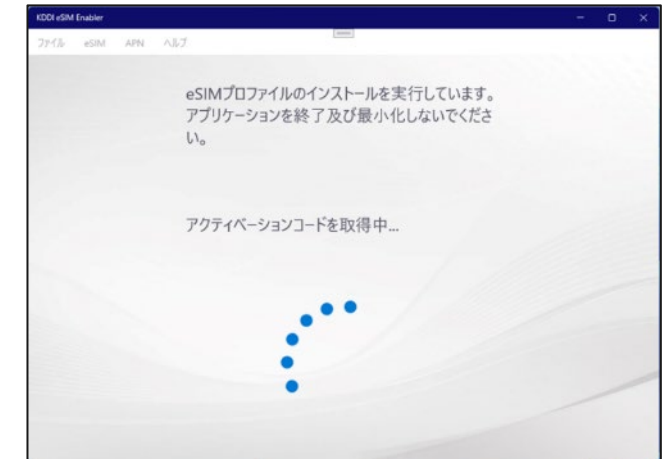 KDDI eSIM Enabler
ファイル eSIM APN ヘルプ
eSIMプロファイルのインストールを実行しています。
アプリケーションを終了及び最小化しないでくださ
い。
アクティベーションコードを取得中...